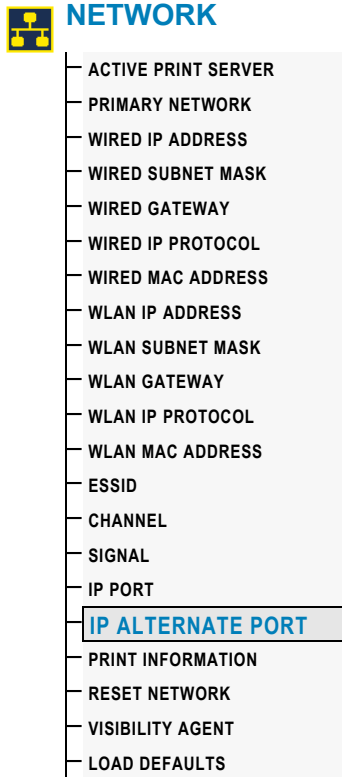 NETWORK
ACTIVE PRINT SERVER
PRIMARY NETWORK
WIRED IP ADDRESS
WIRED SUBNET MASK
WIRED GATEWAY
WIRED IP PROTOCOL
WIRED MAC ADDRESS
WLAN IP ADDRESS
WLAN SUBNET MASK
WLAN GATEWAY
WLAN IP PROTOCOL
WLAN MAC ADDRESS
ESSID
CHANNEL
SIGNAL
IP PORT
IP ALTERNATE PORT
PRINT INFORMATION
RESET NETWORK
VISIBILITY AGENT
LOAD DEFAULTS